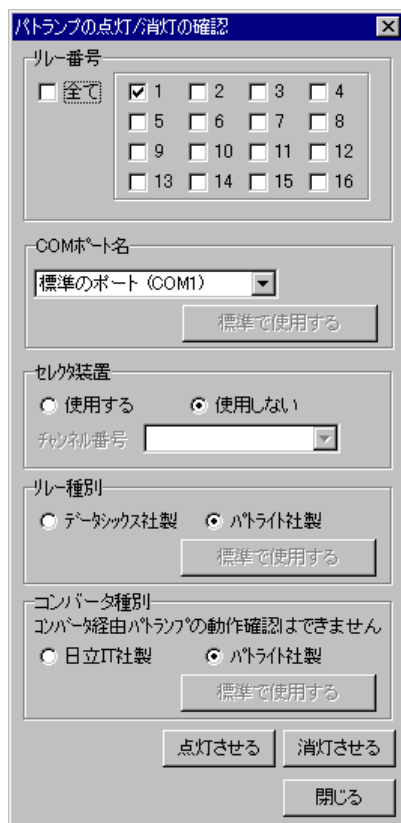 パトランプの点灯/消灯の確認
リレー番号
全て 1 2 3 4
5 6 7 8
9 10 11 12
13 14 15 16
COMﾎﾟｰﾄ名
標準のポート (COM1)
標準で使用する
ｾﾚｸﾀ装置
使用する 使用しない
ﾁｬﾝﾈﾙ番号
ﾘﾚｰ種別
ﾃﾞｰﾀｼｯｸｽ社製 ﾊﾟﾄﾗｲﾄ社製
標準で使用する
コンバータ種別
ｺﾝﾊﾞｰﾀ経由ﾊﾟﾄﾗﾝﾌﾟの動作確認はできません
日立IT社製 ﾊﾟﾄﾗｲﾄ社製
標準で使用する
点灯させる 消灯させる
閉じる